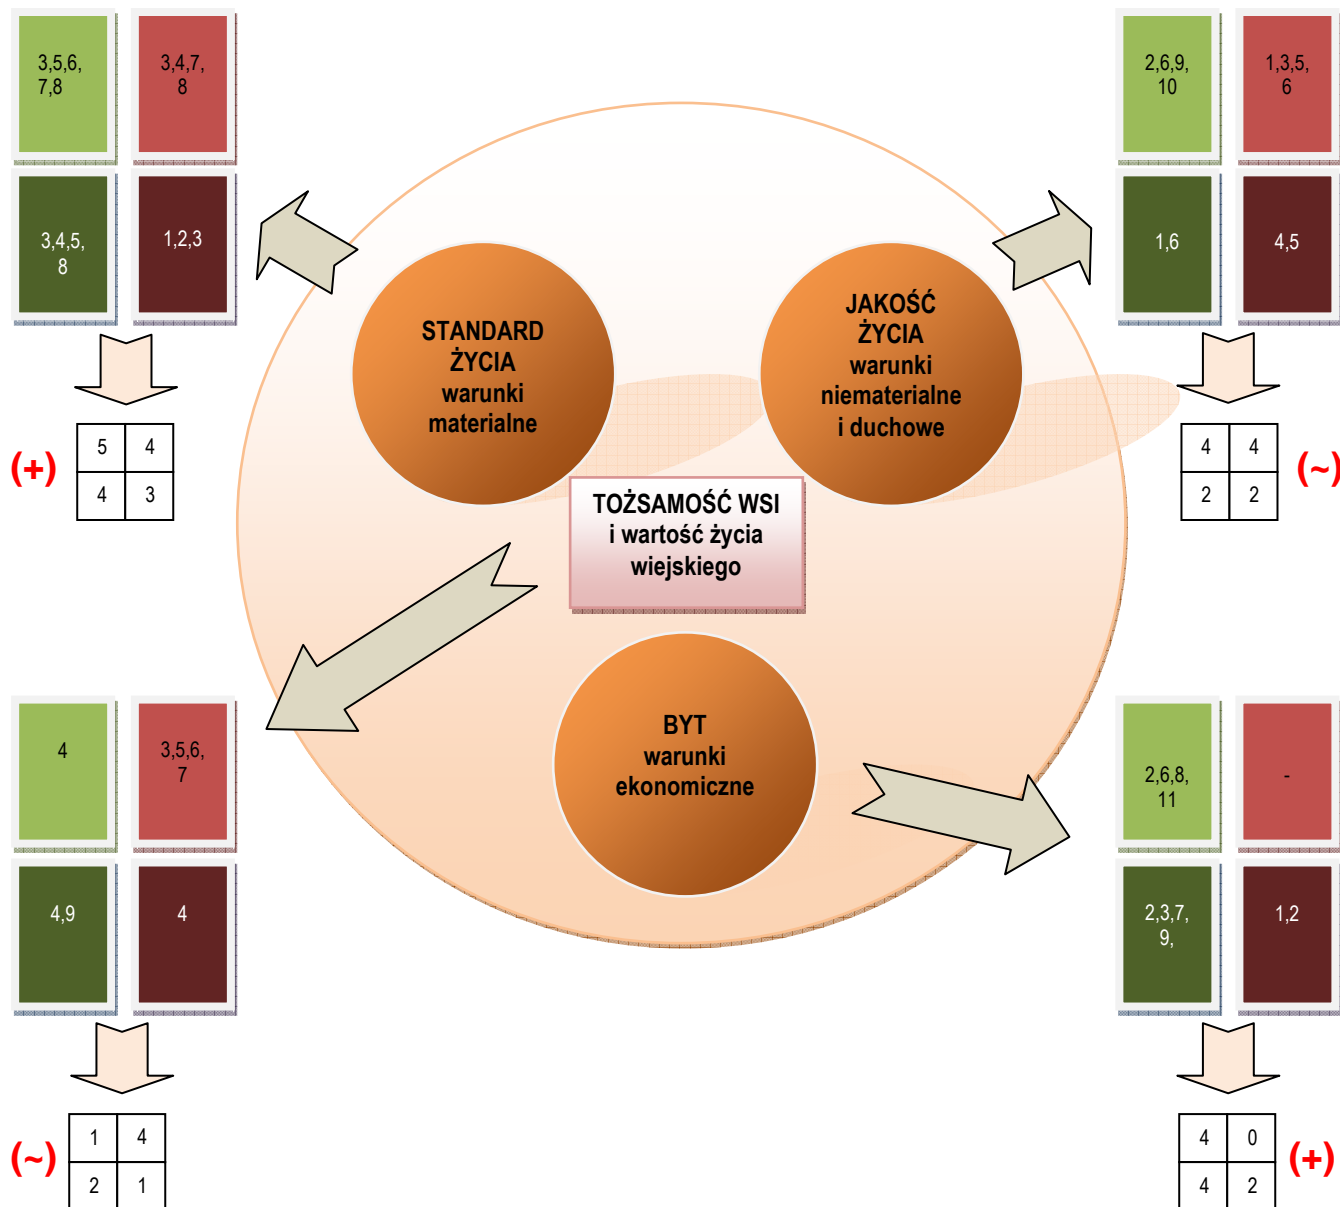 3,5,6,
7,8
3,4,7,
8
3,4,5,
8
1,2,3
(+)
5 4
4 3
2,6,9,
10
1,3,5,
6
1,6
4,5
4 4
2 2
(~)
STANDARD
ŻYCIA
warunki
materialne
JAKOŚĆ
ŻYCIA
warunki
niematerialne
i duchowe
TOŻSAMOŚĆ WSI
i wartość życia
wiejskiego
BYT
warunki
ekonomiczne
4
3,5,6,
7
4,9
4
(~)
1 4
2 1
2,6,8,
11
-
2,3,7,
9,
1,2
4 0
4 2
(+)